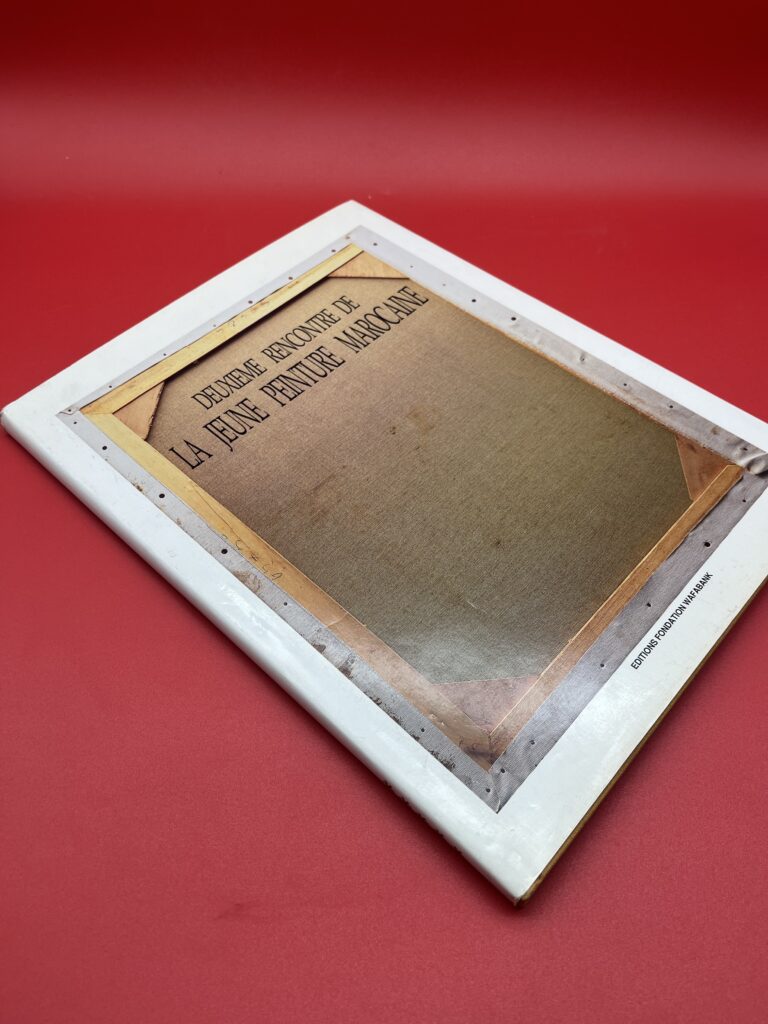 DEUXIEME RENCONTRE DE
LA JEUNE PEINTURE MAROCAINE
EDITIONS FONDATION WAFABANK